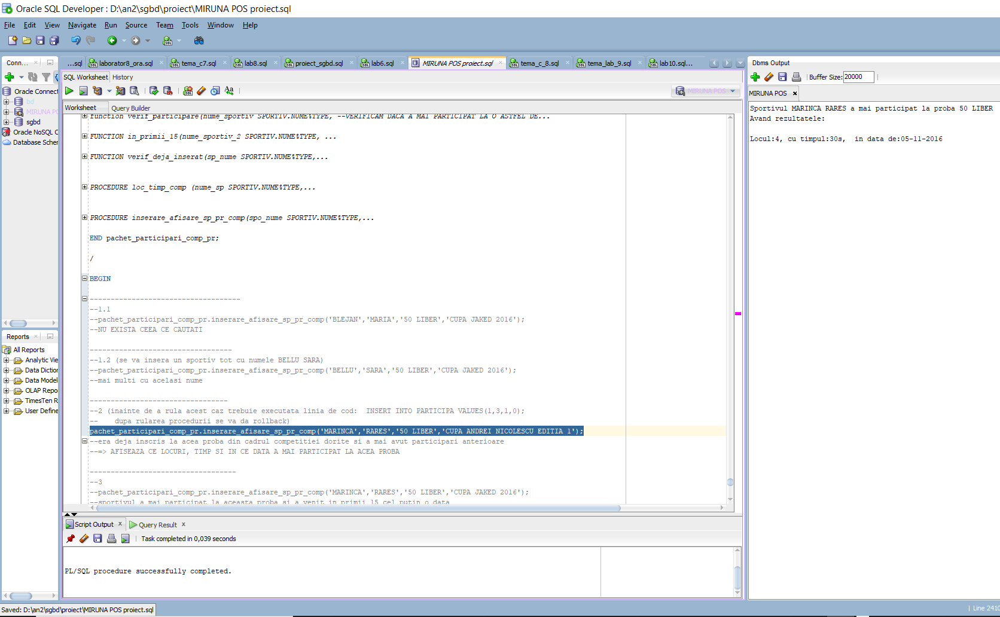 Oracle SQL Developer : D:\an2\sgbd\proiect\MIRUNA POS proiect.sql
File Edit View Navigate Run Source Team Tools Window Help
Conn...
...sql laborator8_ora.sql tema_c7.sql lab8.sql proiect_sgbd.sql lab6.sql MIRUNA POS proiect.sql tema_c_8.sql tema_lab_9.sql lab10.sql...
SQL Worksheet History
MIRUNA POS
Worksheet Query Builder
Oracle Connect
bd
MIRUNA PO
sgbd
Oracle NoSQL C
Database Scher
Reports
All Reports
Analytic Vie
Data Diction
Data Model
OLAP Repo
TimesTen R
User Define
function verif_participare(nume_sportiv SPORTIV.NUME%TYPE, --VERIFICAM DACA A MAI PARTICIPAT LA O ASTFEL DE...
FUNCTION in_primii_15(nume_sportiv_2 SPORTIV.NUME%TYPE, ...
FUNCTION verif_deja_inserat(sp_nume SPORTIV.NUME%TYPE,...
PROCEDURE loc_timp_comp (nume_sp SPORTIV.NUME%TYPE,...
PROCEDURE inserare_afisare_sp_pr_comp(spo_nume SPORTIV.NUME%TYPE,...
END pachet_participari_comp_pr;
/
BEGIN
------------------------------------
--1.1
--pachet_participari_comp_pr.inserare_afisare_sp_pr_comp('BLEJAN','MARIA','50 LIBER','CUPA JAKED 2016');
--NU EXISTA CEEA CE CAUTATI
----------------------------------
--1.2 (se va insera un sportiv tot cu numele BELLU SARA)
--pachet_participari_comp_pr.inserare_afisare_sp_pr_comp('BELLU','SARA','50 LIBER','CUPA JAKED 2016');
--mai multi cu acelasi nume
---------------------------------
--2 (inainte de a rula acest caz trebuie executata linia de cod:  INSERT INTO PARTICIPA VALUES(1,3,1,0);
--    dupa rularea procedurii se va da rollback)
pachet_participari_comp_pr.inserare_afisare_sp_pr_comp('MARINCA','RARES','50 LIBER','CUPA ANDREI NICOLESCU EDITIA 1');
--era deja inscris la acea proba din cadrul competitiei dorite si a mai avut participari anterioare
--=> AFISEAZA CE LOCURI, TIMP SI IN CE DATA A MAI PARTICIPAT LA ACEA PROBA
-----------------------------------
--3
--pachet_participari_comp_pr.inserare_afisare_sp_pr_comp('MARINCA','RARES','50 LIBER','CUPA JAKED 2016');
--sportivul a mai participat la aceasta proba si a venit in primii 15 cel putin o data
Script Output Query Result
Task completed in 0,039 seconds
PL/SQL procedure successfully completed.
Dbms Output
Buffer Size: 20000
MIRUNA POS
Sportivul MARINCA RARES a mai participat la proba 50 LIBER
Avand rezultatele:
Locul:4, cu timpul:30s,  in data de:05-11-2016
Saved: D:\an2\sgbd\proiect\MIRUNA POS proiect.sql
Line 2410